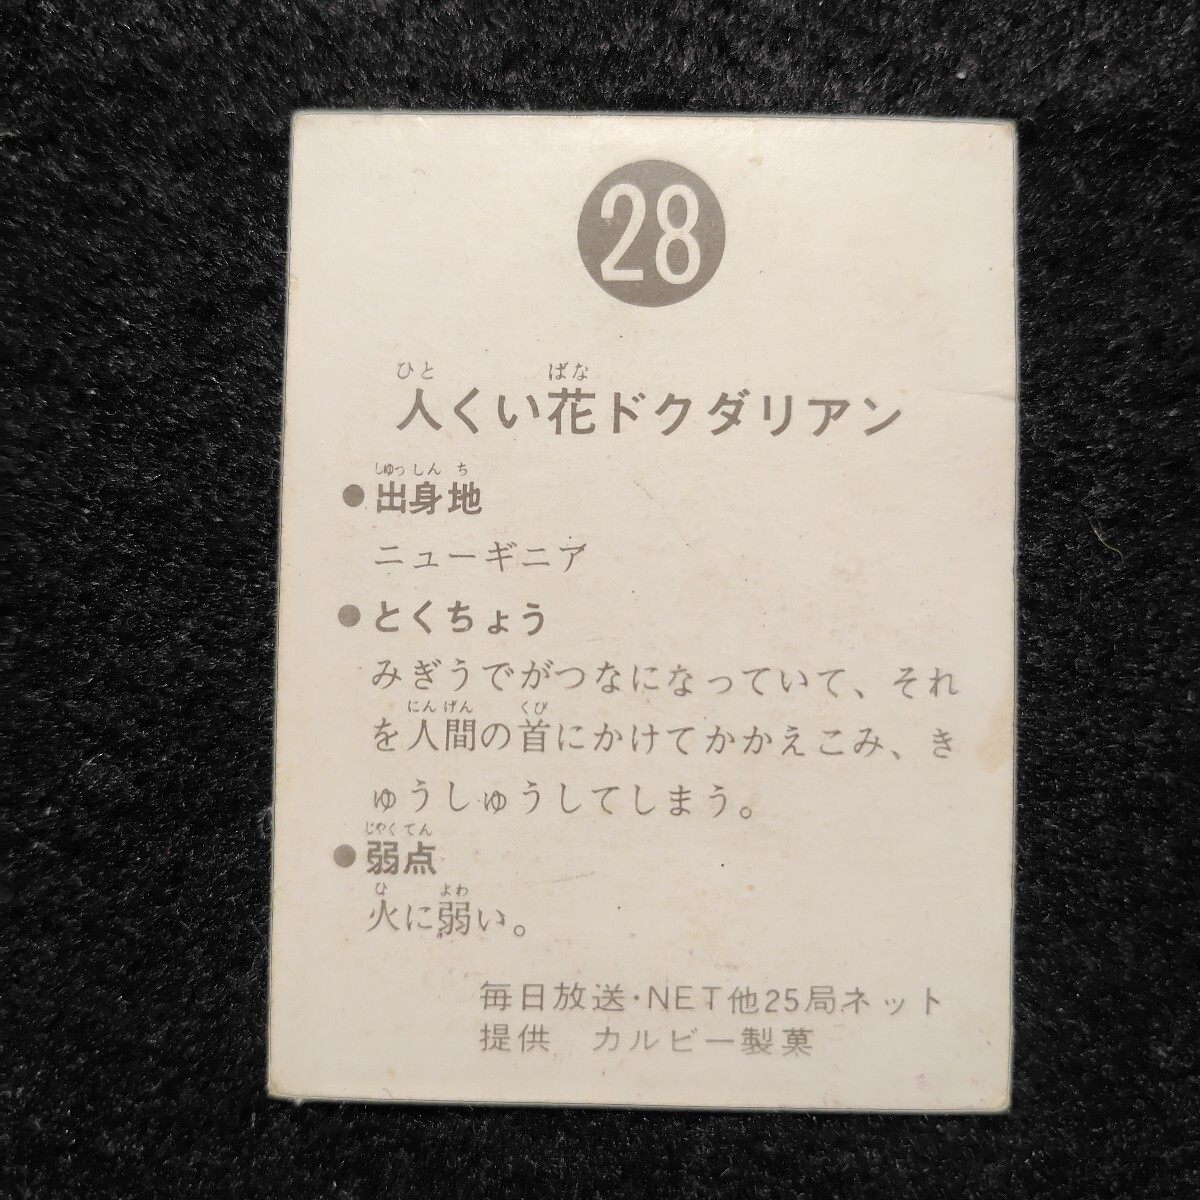 28
人くい花ドクダリアン
ひと ばな
●出身地
しゅっしん ち
ニューギニア
●とくちょう
みぎうでがつなになっていて、それ
を人間の首にかけてかかえこみ、き
にんげん くび
ゅうしゅうしてしまう。
●弱点
じやくてん
火に弱い。
ひ よわ
毎日放送・NET他25局ネット
提供　カルビー製菓